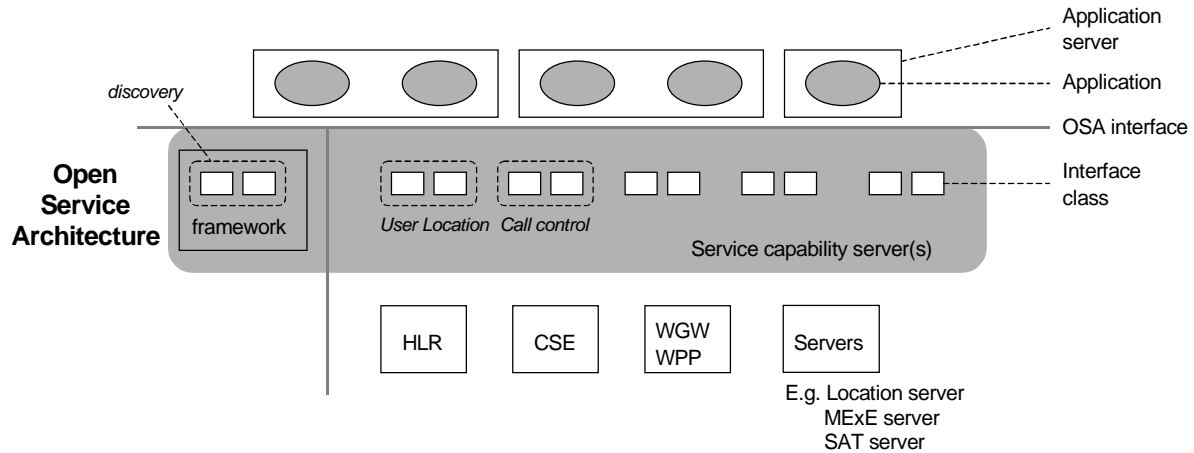 Application
server
discovery
Application
OSA interface
Open
Service
Architecture
framework
User Location
Call control
Interface
class
Service capability server(s)
HLR
CSE
WGW
WPP
Servers
E.g. Location server
MExE server
SAT server